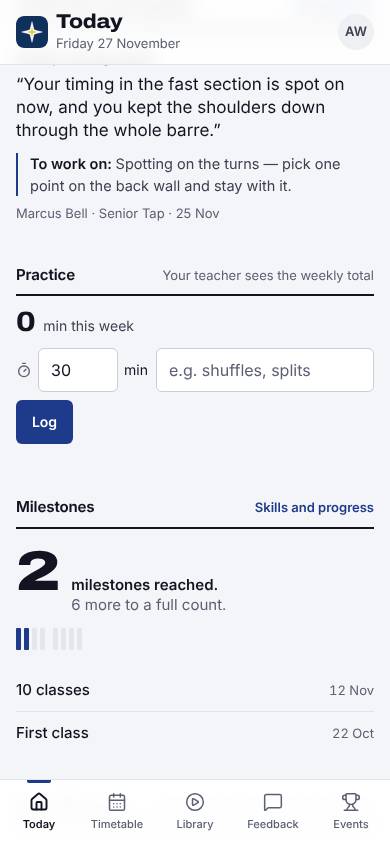 Today
Friday 27 November
AW
“Your timing in the fast section is spot on
now, and you kept the shoulders down
through the whole barre.”
To work on: Spotting on the turns — pick one
point on the back wall and stay with it.
Marcus Bell · Senior Tap · 25 Nov
Practice
Your teacher sees the weekly total
0 min this week
30 min e.g. shuffles, splits
Log
Milestones
Skills and progress
2 milestones reached.
6 more to a full count.
10 classes
12 Nov
First class
22 Oct
Today
Timetable
Library
Feedback
Events